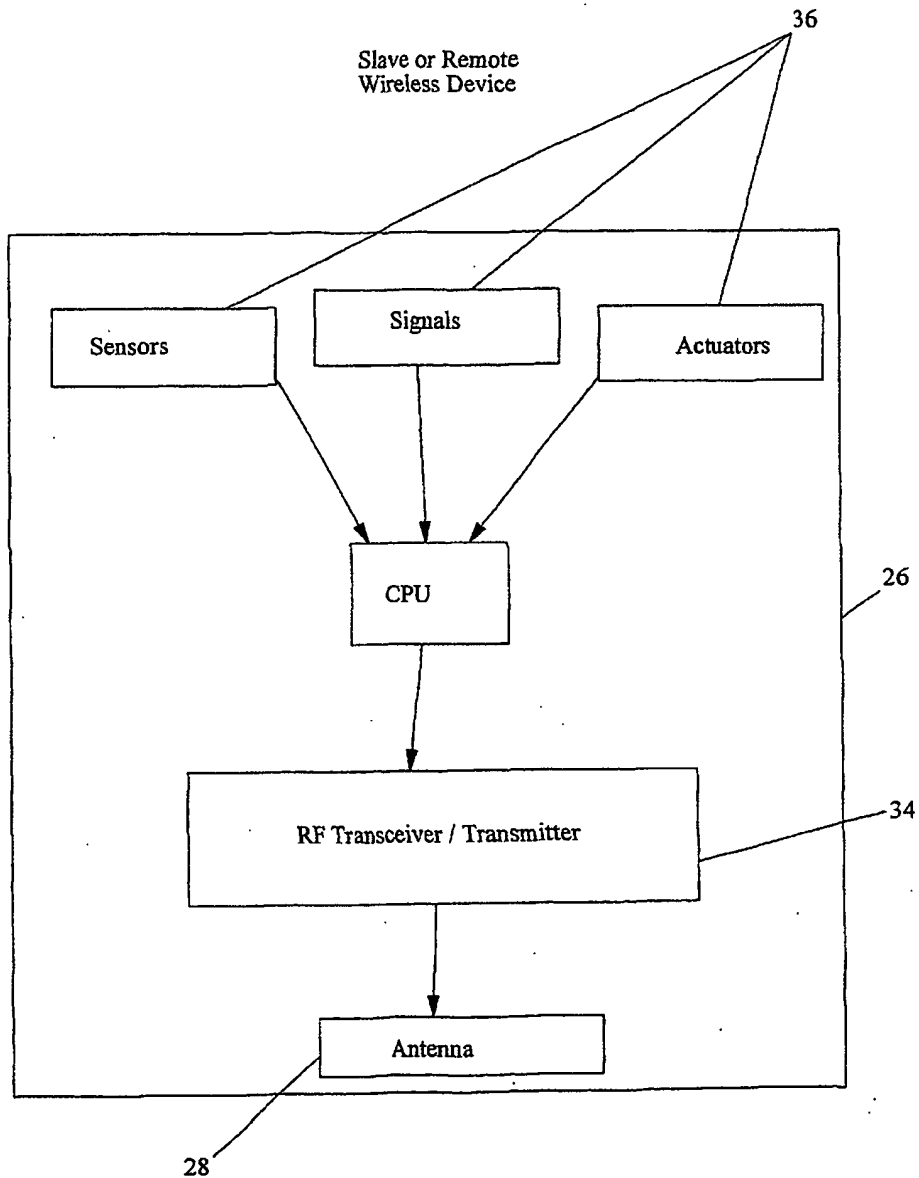 36
Slave or Remote
Wireless Device
Sensors
Signals
Actuators
CPU
26
RF Transceiver / Transmitter
34
Antenna
28